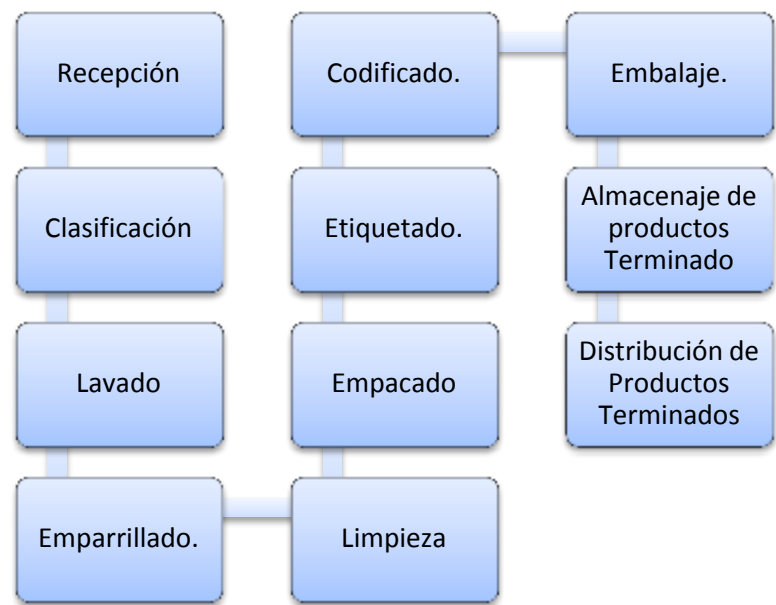 Recepción
Clasificación
Lavado
Emparrillado.
Limpieza
Empacado
Etiquetado.
Codificado.
Embalaje.
Almacenaje de
productos
Terminado
Distribución de
Productos
Terminados